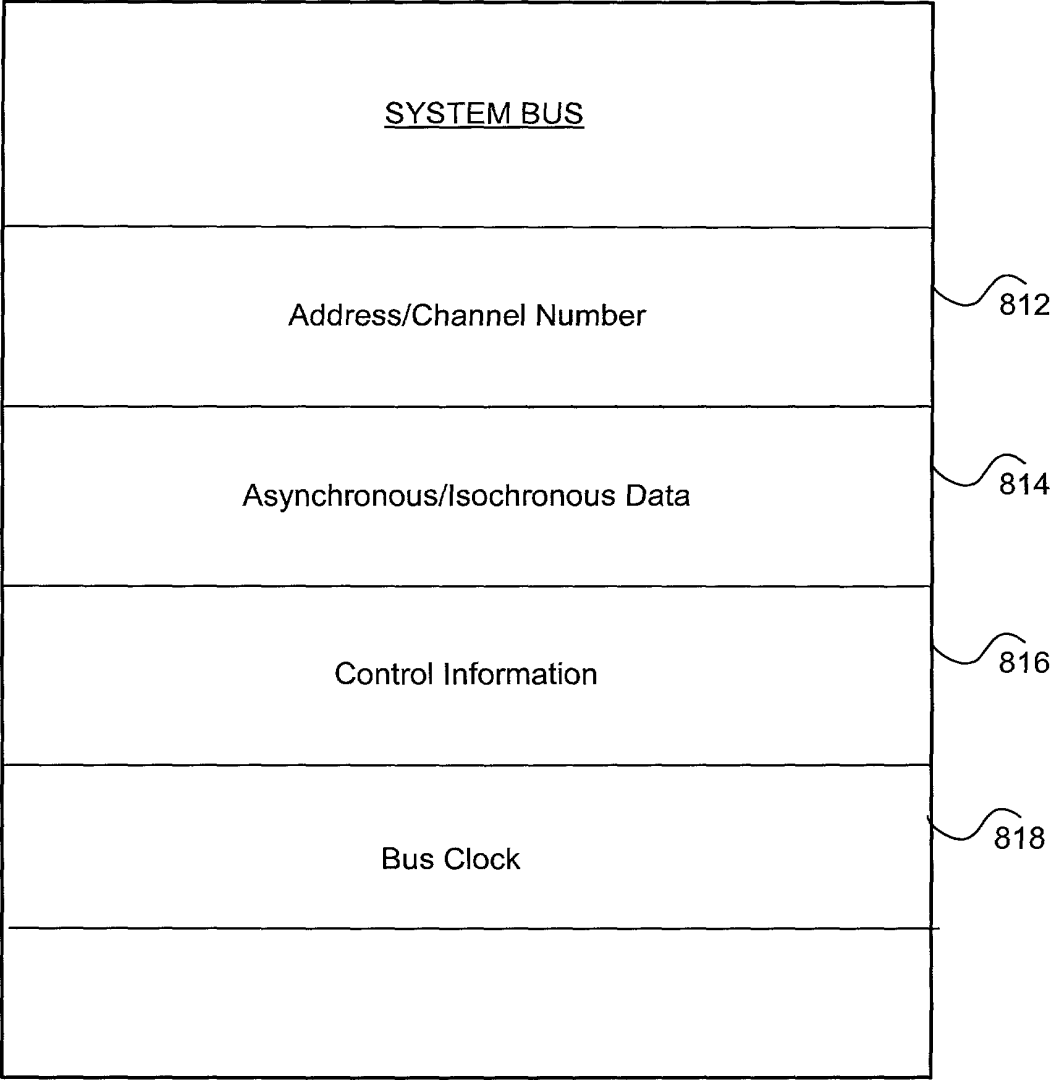 SYSTEM BUS
Address/Channel Number
812
Asynchronous/Isochronous Data
814
Control Information
816
Bus Clock
818